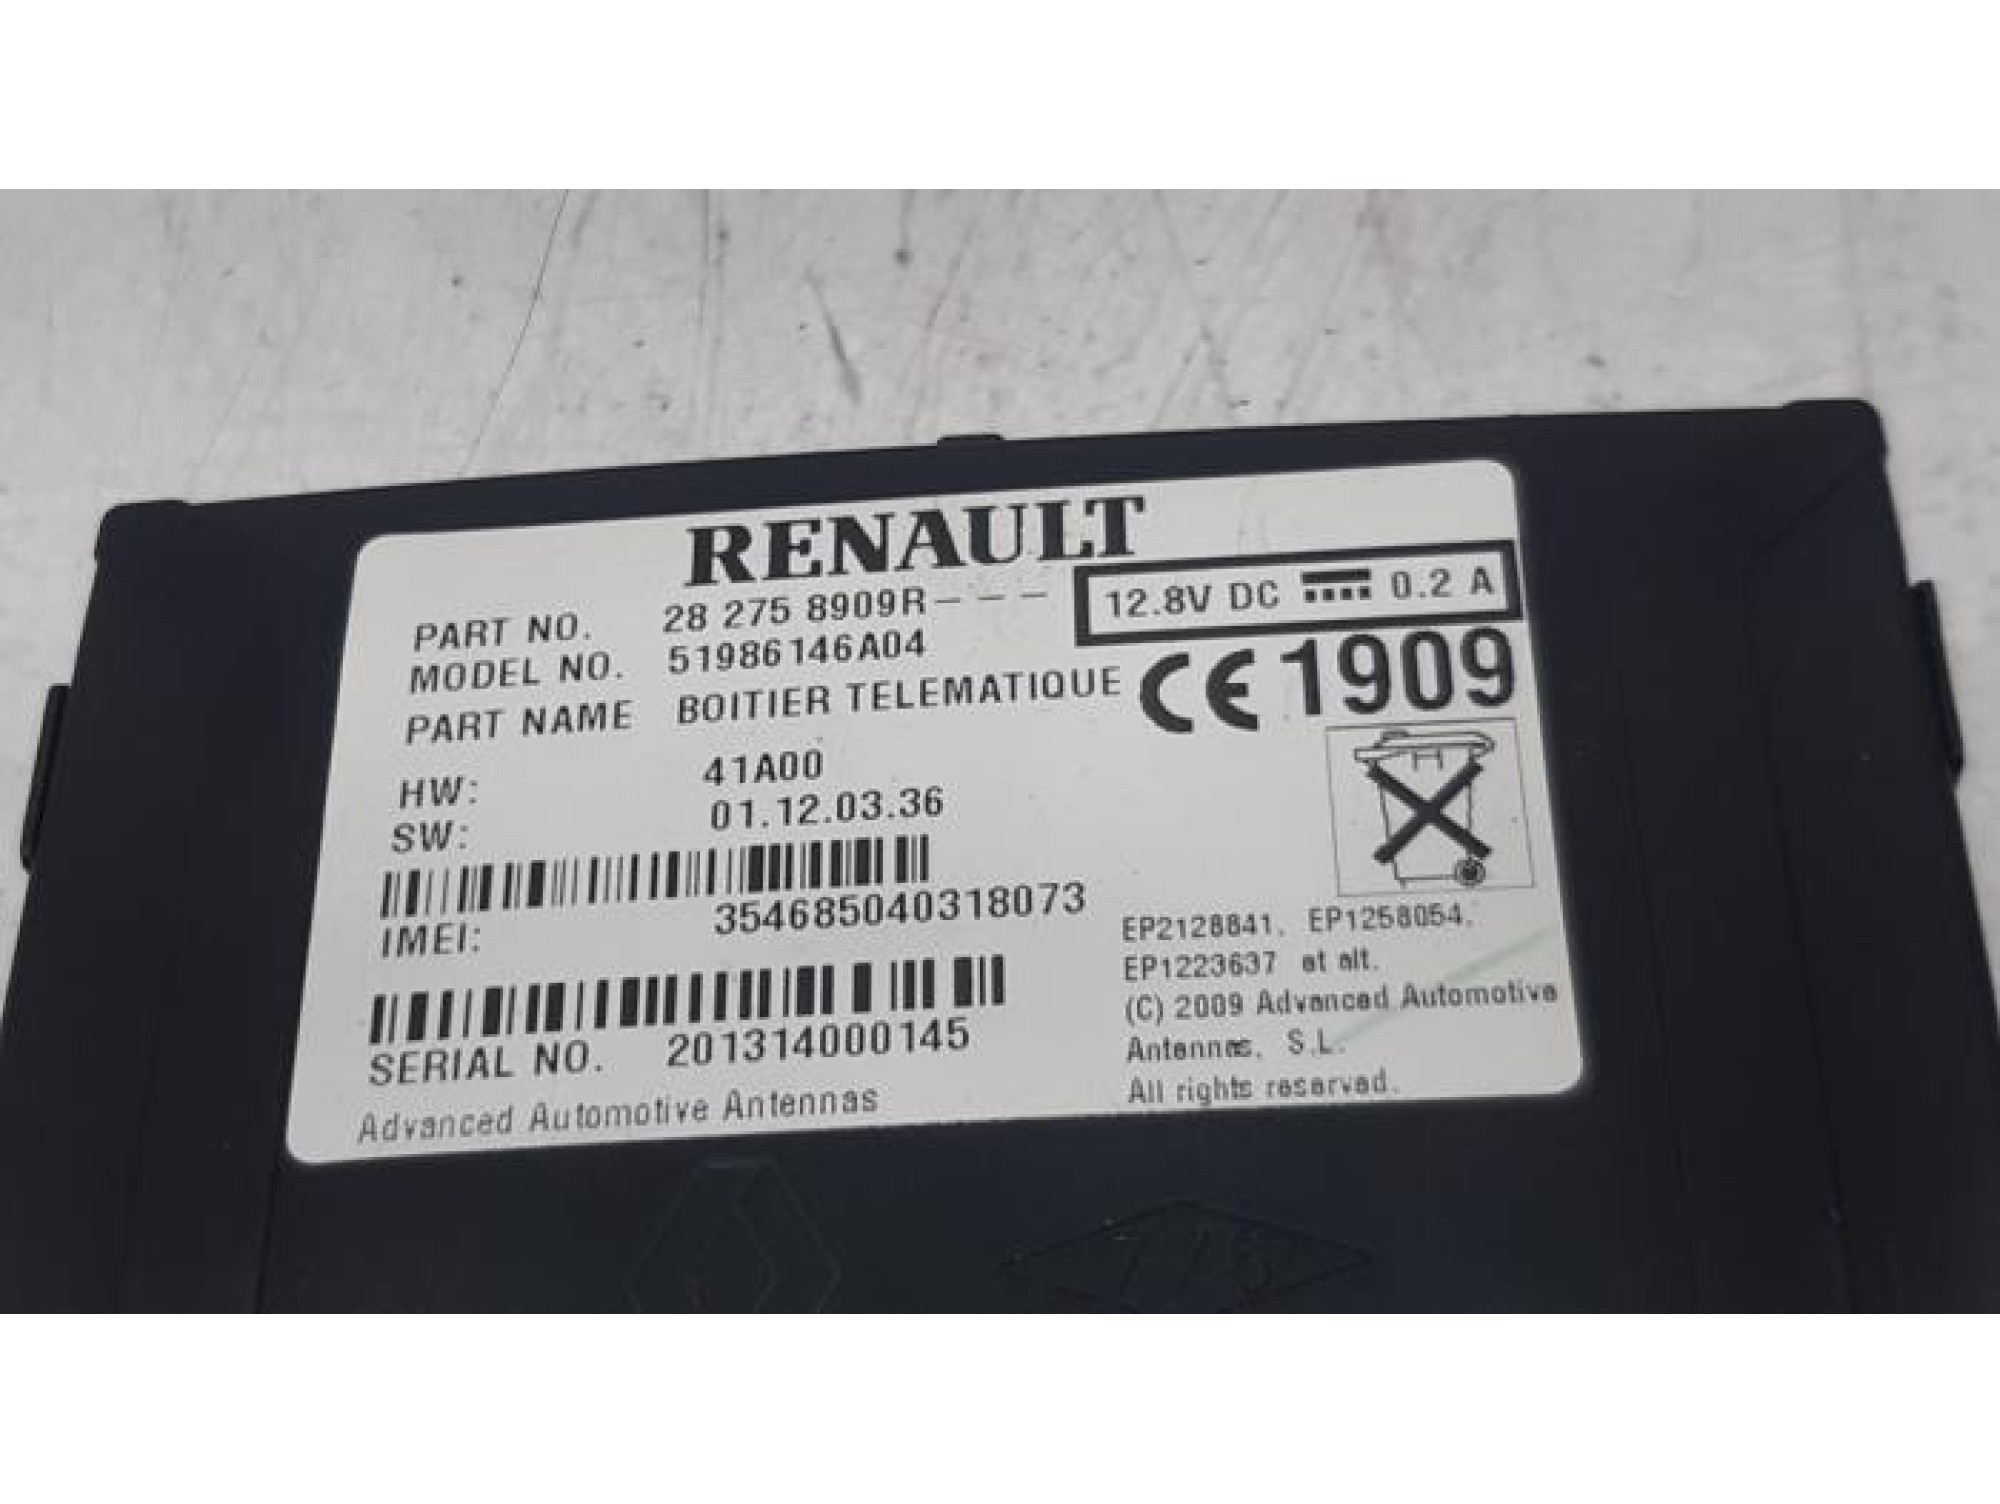 RENAULT
PART NO. 28 275 8909R---
MODEL NO. 51986146A04
PART NAME BOITIER TELEMATIQUE
12.8V DC 0.2 A
CE 1909
HW: 41A00
SW: 01.12.03.36
IMEI: 354685040318073
SERIAL NO. 201314000145
Advanced Automotive Antennas
EP2128841. EP1258054.
EP1223637 et alt.
(C) 2009 Advanced Automotive
Antennas. S.L.
All rights reserved.